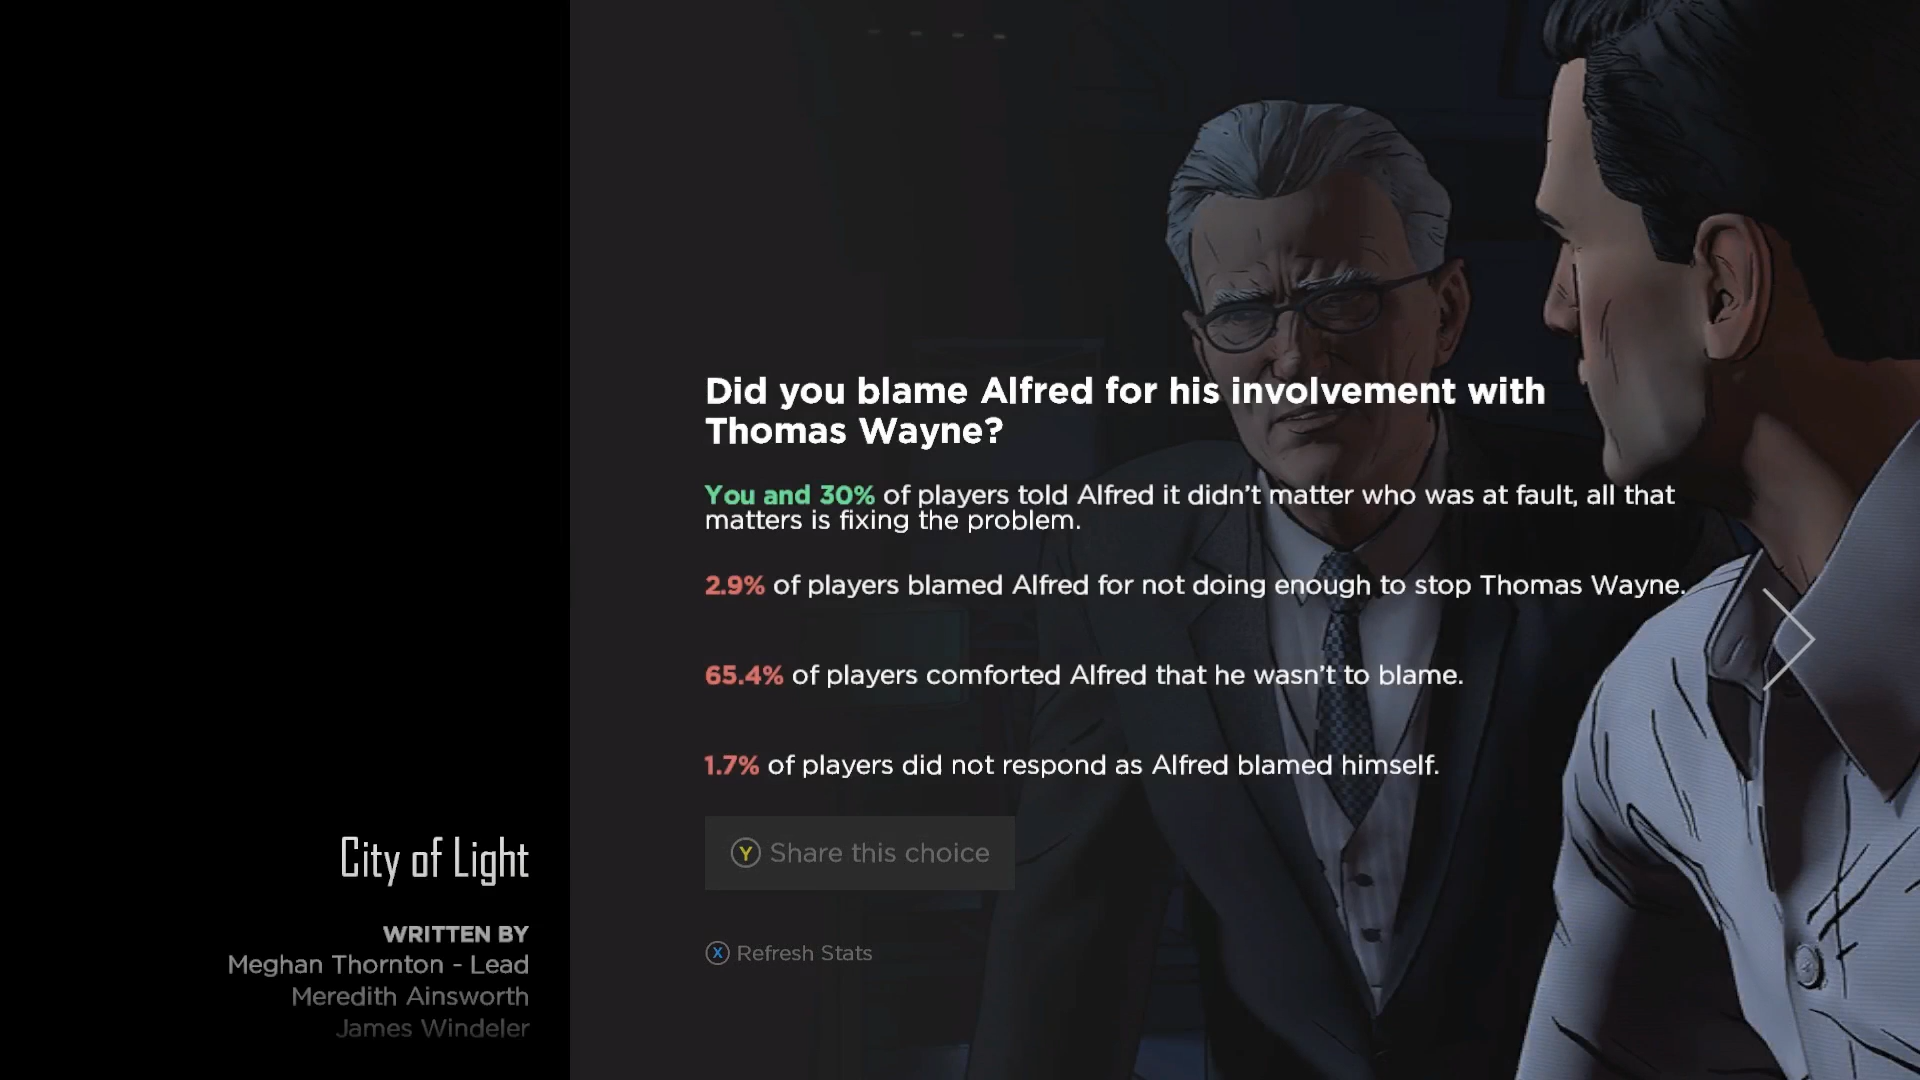 Did you blame Alfred for his involvement with
Thomas Wayne?
You and 30% of players told Alfred it didn't matter who was at fault, all that
matters is fixing the problem.
2.9% of players blamed Alfred for not doing enough to stop Thomas Wayne.
65.4% of players comforted Alfred that he wasn't to blame.
1.7% of players did not respond as Alfred blamed himself.
Y Share this choice
X Refresh Stats
City of Light
WRITTEN BY
Meghan Thornton - Lead
Meredith Ainsworth
James Windeler